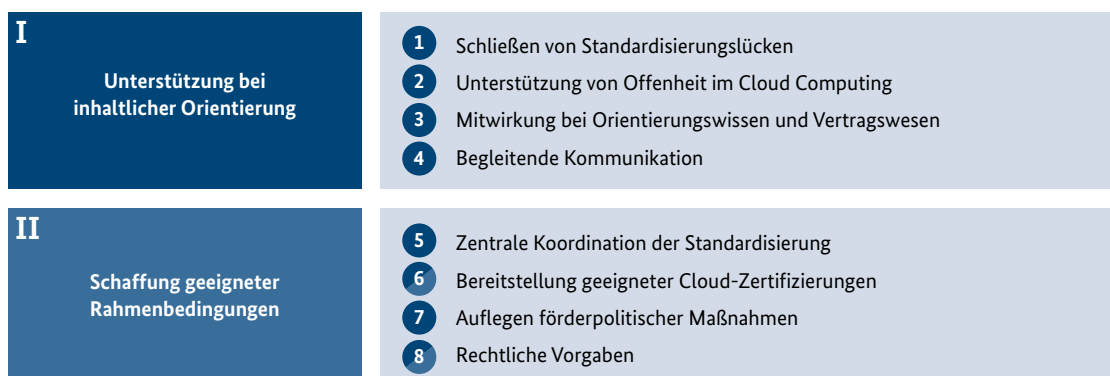 I
Unterstützung bei
inhaltlicher Orientierung
1 Schließen von Standardisierungslücken
2 Unterstützung von Offenheit im Cloud Computing
3 Mitwirkung bei Orientierungswissen und Vertragswesen
4 Begleitende Kommunikation
II
Schaffung geeigneter
Rahmenbedingungen
5 Zentrale Koordination der Standardisierung
6 Bereitstellung geeigneter Cloud-Zertifizierungen
7 Auflegen förderpolitischer Maßnahmen
8 Rechtliche Vorgaben